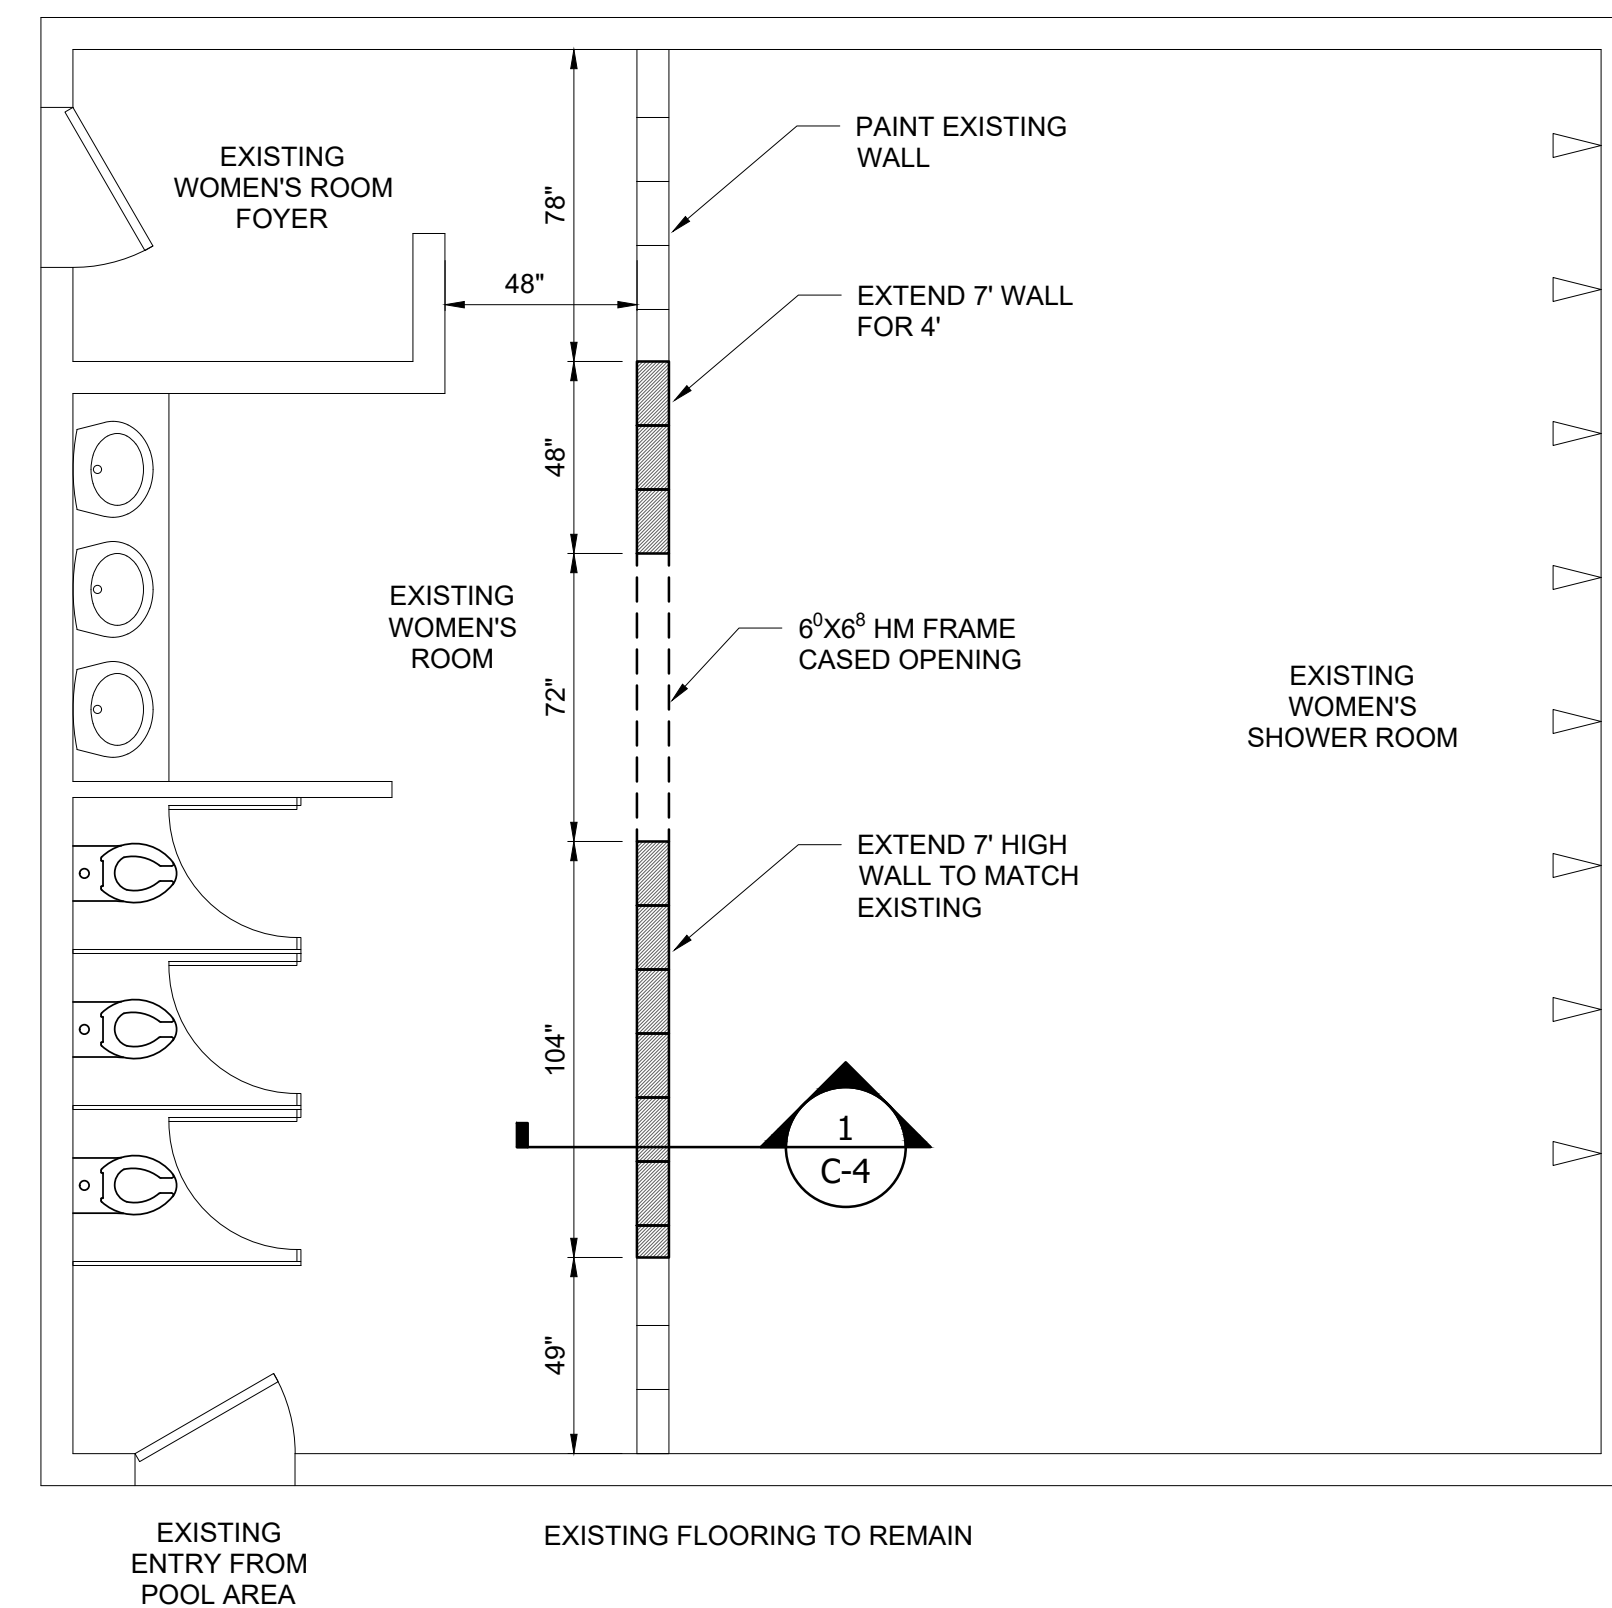 EXISTING
WOMEN'S ROOM
FOYER
78"
PAINT EXISTING
WALL
48"
EXTEND 7' WALL
FOR 4'
48"
EXISTING
WOMEN'S
ROOM
72"
6⁰X6⁸ HM FRAME
CASED OPENING
EXISTING
WOMEN'S
SHOWER ROOM
EXTEND 7' HIGH
WALL TO MATCH
EXISTING
104"
1
C-4
49"
EXISTING
ENTRY FROM
POOL AREA
EXISTING FLOORING TO REMAIN